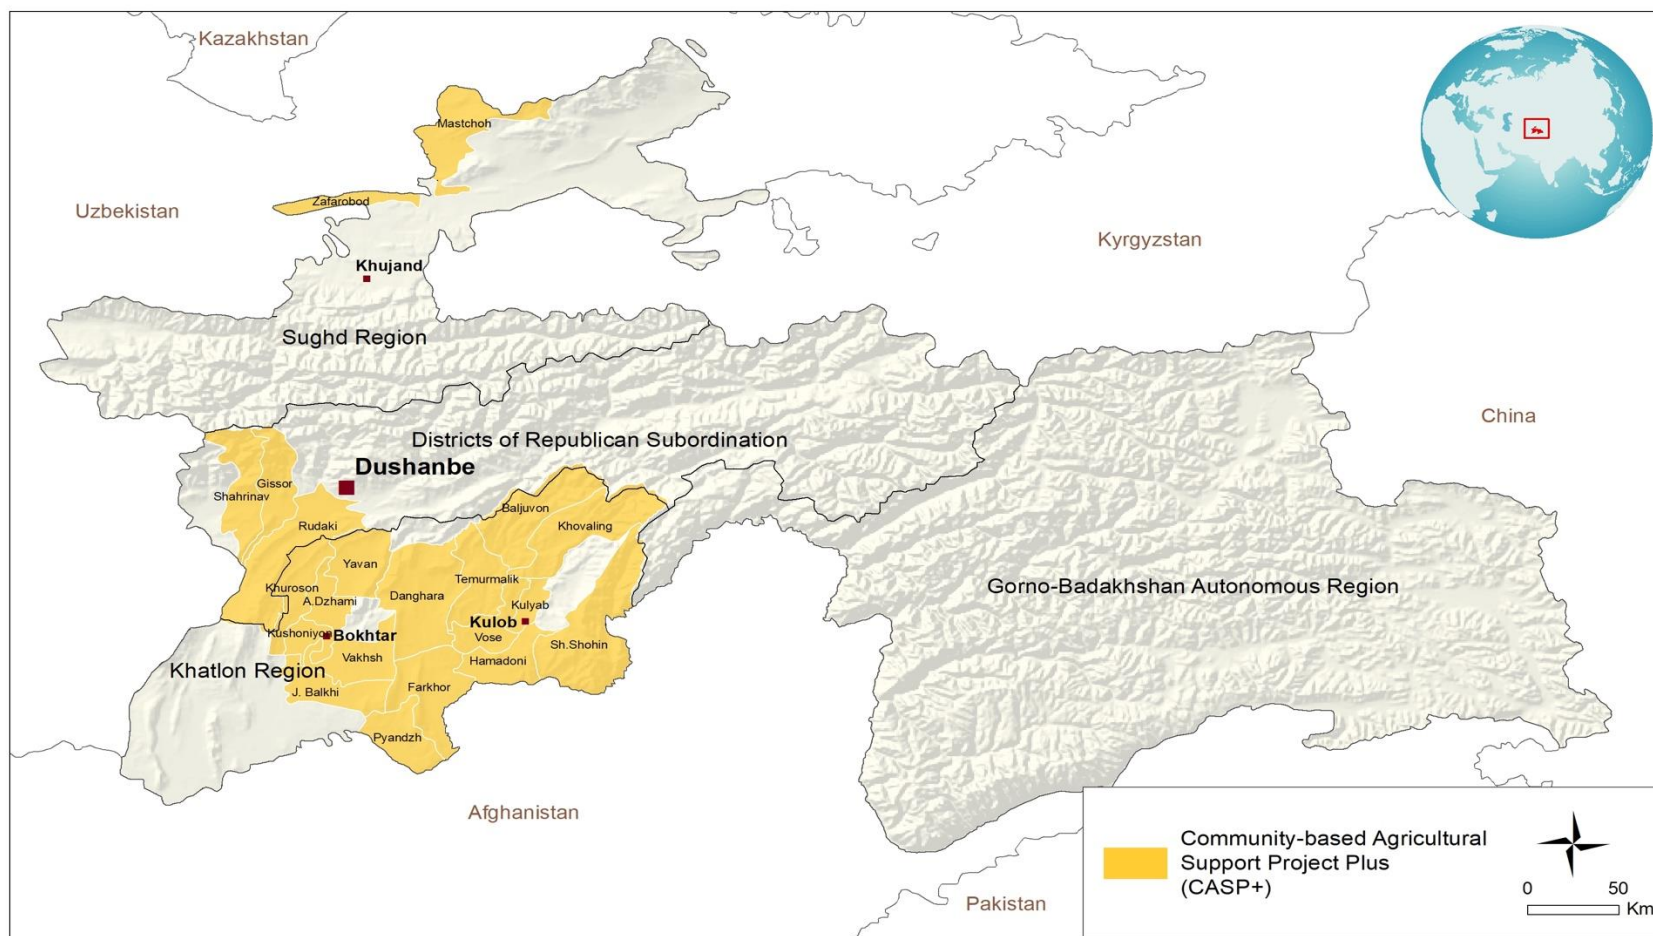 Kazakhstan
Mastchoh
Zafarobod
Uzbekistan
Kyrgyzstan
Khujand
Sughd Region
China
Districts of Republican Subordination
Dushanbe
Gissor
Shahrinav
Rudaki
Baljuvon
Khovaling
Yavan
Temurmalik
Khuroson
Danghara
A.Dzhami
Kulyab
Gorno-Badakhshan Autonomous Region
Kulob
Kushoniyon
Bokhtar
Vose
Sh.Shohin
Vakhsh
Hamadoni
Khatlon Region
J. Balkhi
Farkhor
Pyandzh
Afghanistan
Pakistan
Community-based Agricultural
Support Project Plus
(CASP+)
0 50
Km